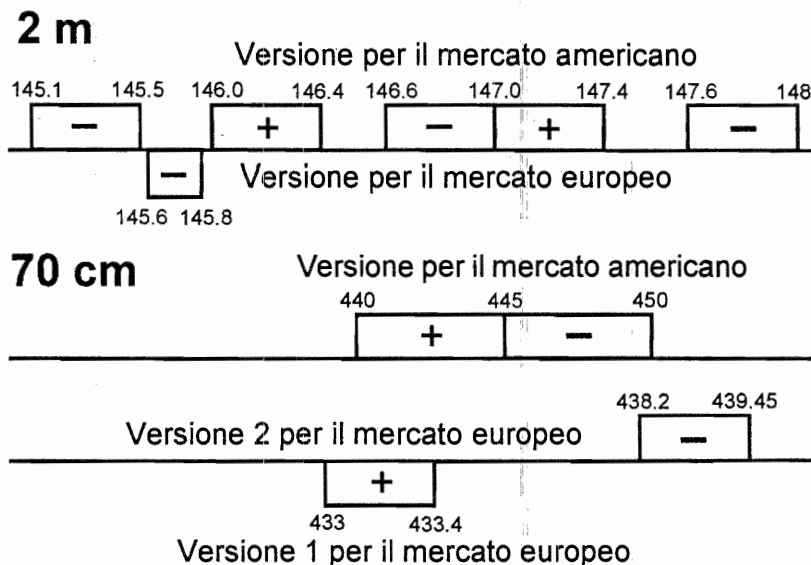 2 m
Versione per il mercato americano
145.1 145.5 146.0 146.4 146.6 147.0 147.4 147.6 148
− + − + −
−
Versione per il mercato europeo
145.6 145.8
70 cm
Versione per il mercato americano
440 445 450
+ −
438.2 439.45
Versione 2 per il mercato europeo
−
+
433 433.4
Versione 1 per il mercato europeo